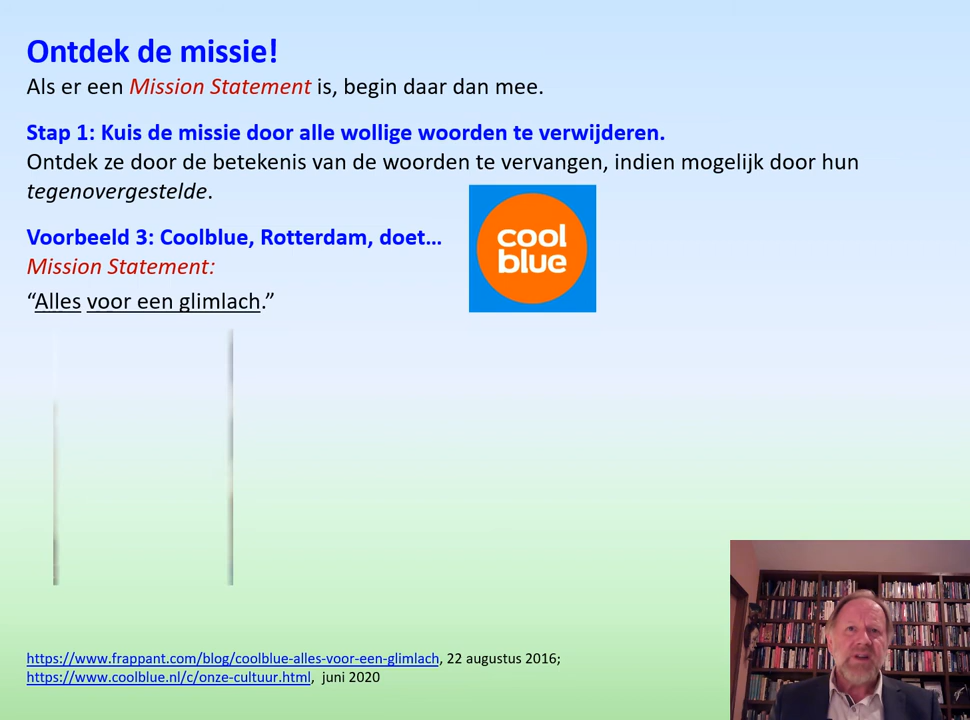 Ontdek de missie!
Als er een Mission Statement is, begin daar dan mee.
Stap 1: Kuis de missie door alle wollige woorden te verwijderen.
Ontdek ze door de betekenis van de woorden te vervangen, indien mogelijk door hun
tegenovergestelde.
Voorbeeld 3: Coolblue, Rotterdam, doet…
Mission Statement:
“Alles voor een glimlach.”
cool
blue
https://www.frappant.com/blog/coolblue-alles-voor-een-glimlach, 22 augustus 2016;
https://www.coolblue.nl/c/onze-cultuur.html, juni 2020